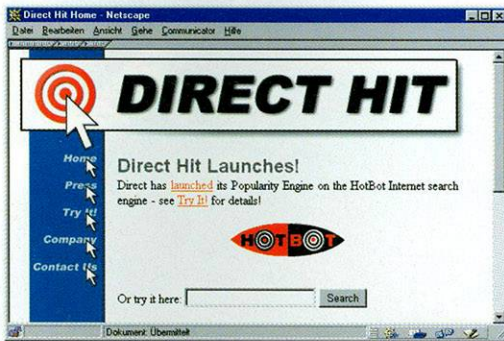 Direct Hit Home - Netscape
Datei Bearbeiten Ansicht Gehe Communicator Hilfe
DIRECT HIT
Home
Press
Try It!
Company
Contact Us
Direct Hit Launches!
Direct has launched its Popularity Engine on the HotBot Internet search
engine - see Try It! for details!
HOTBOT
Or try it here:
Search
Dokument: Übermittelt